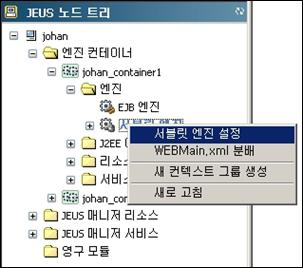 JEUS 노드 트리
johan
엔진 컨테이너
johan_container1
엔진
EJB 엔진
서블릿 엔진 설정
J2EE
WEBMain.xml 분배
리소스
새 컨텍스트 그룹 생성
서비스
johan_con
새로 고침
JEUS 매니저 리소스
JEUS 매니저 서비스
영구 모듈